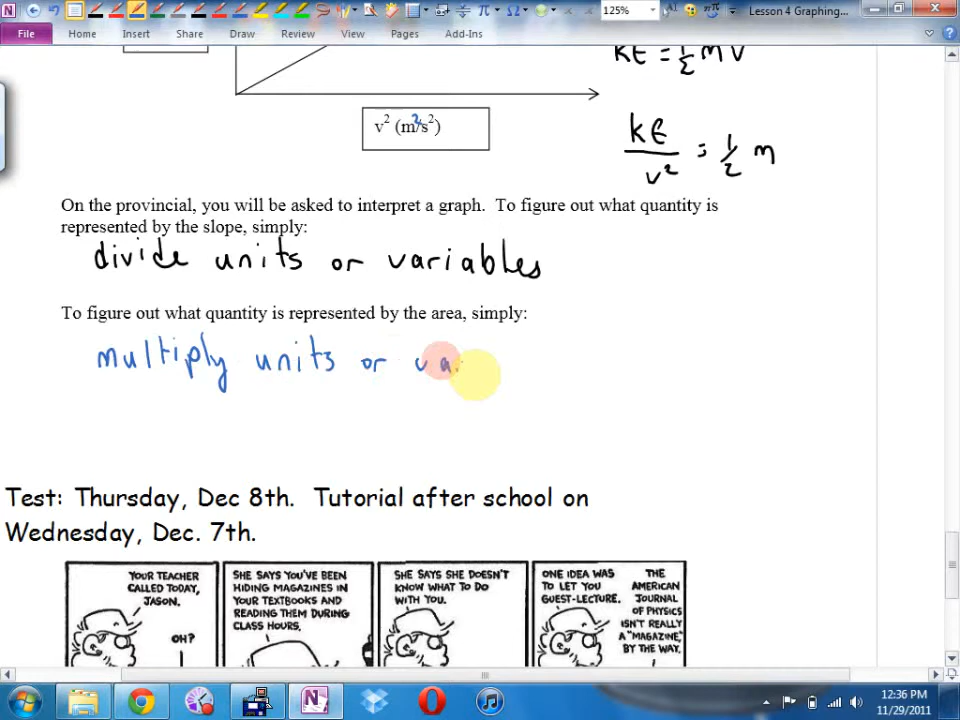 125%
Lesson 4 Graphing...
File Home Insert Share Draw Review View Pages Add-Ins
KE = 1/2 m v
v² (m²/s²)
KE/v² = 1/2 m
On the provincial, you will be asked to interpret a graph. To figure out what quantity is
represented by the slope, simply:
divide units or variables
To figure out what quantity is represented by the area, simply:
multiply units or va
Test: Thursday, Dec 8th. Tutorial after school on
Wednesday, Dec. 7th.
YOUR TEACHER
CALLED TODAY,
JASON.
OH?
SHE SAYS YOU'VE BEEN
HIDING MAGAZINES IN
YOUR TEXTBOOKS AND
READING THEM DURING
CLASS HOURS.
SHE SAYS SHE DOESN'T
KNOW WHAT TO DO
WITH YOU.
ONE IDEA WAS
TO LET YOU
GUEST-LECTURE.
THE
AMERICAN
JOURNAL
OF PHYSICS
ISN'T REALLY
A "MAGAZINE,"
BY THE WAY.
12:36 PM
11/29/2011